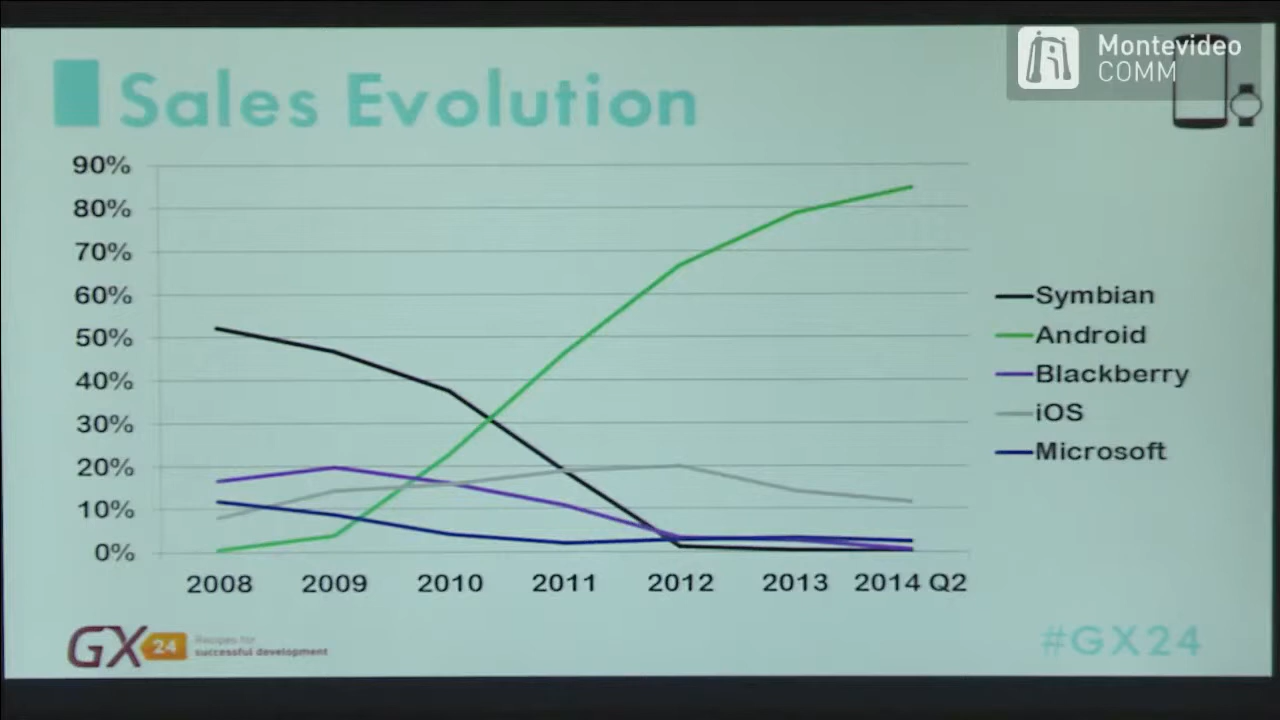 Montevideo
COMM
Sales Evolution
90%
80%
70%
60%
50%
40%
30%
20%
10%
0%
2008 2009 2010 2011 2012 2013 2014 Q2
Symbian
Android
Blackberry
iOS
Microsoft
GX 24
Recipes for
successful development
#GX24